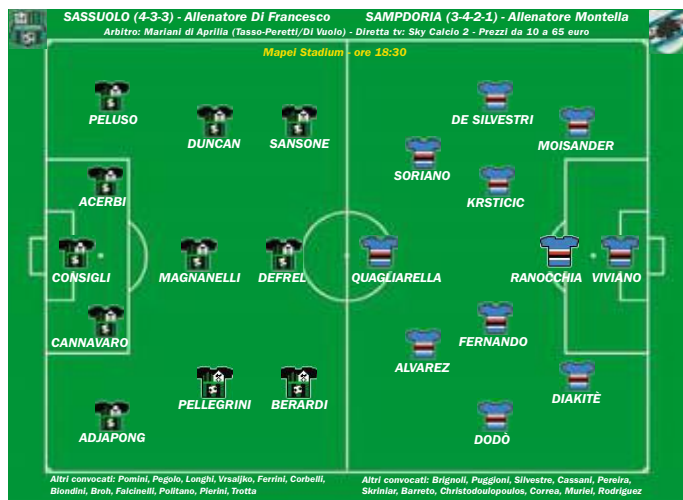 SASSUOLO (4-3-3) - Allenatore Di Francesco
SAMPDORIA (3-4-2-1) - Allenatore Montella
Arbitro: Mariani di Aprilia (Tasso-Peretti/Di Vuolo) - Diretta tv: Sky Calcio 2 - Prezzi da 10 a 65 euro
Mapei Stadium - ore 18:30
PELUSO
DUNCAN
SANSONE
ACERBI
CONSIGLI
MAGNANELLI
DEFREL
CANNAVARO
PELLEGRINI
BERARDI
ADJAPONG
DE SILVESTRI
MOISANDER
SORIANO
KRSTICIC
QUAGLIARELLA
RANOCCHIA
VIVIANO
FERNANDO
ALVAREZ
DIAKITÈ
DODÒ
Altri convocati: Pomini, Pegolo, Longhi, Vrsaljko, Ferrini, Corbelli,
Biondini, Broh, Falcinelli, Politano, Pierini, Trotta
Altri convocati: Brignoli, Puggioni, Silvestre, Cassani, Pereira,
Skriniar, Barreto, Christodoulopoulos, Correa, Muriel, Rodriguez